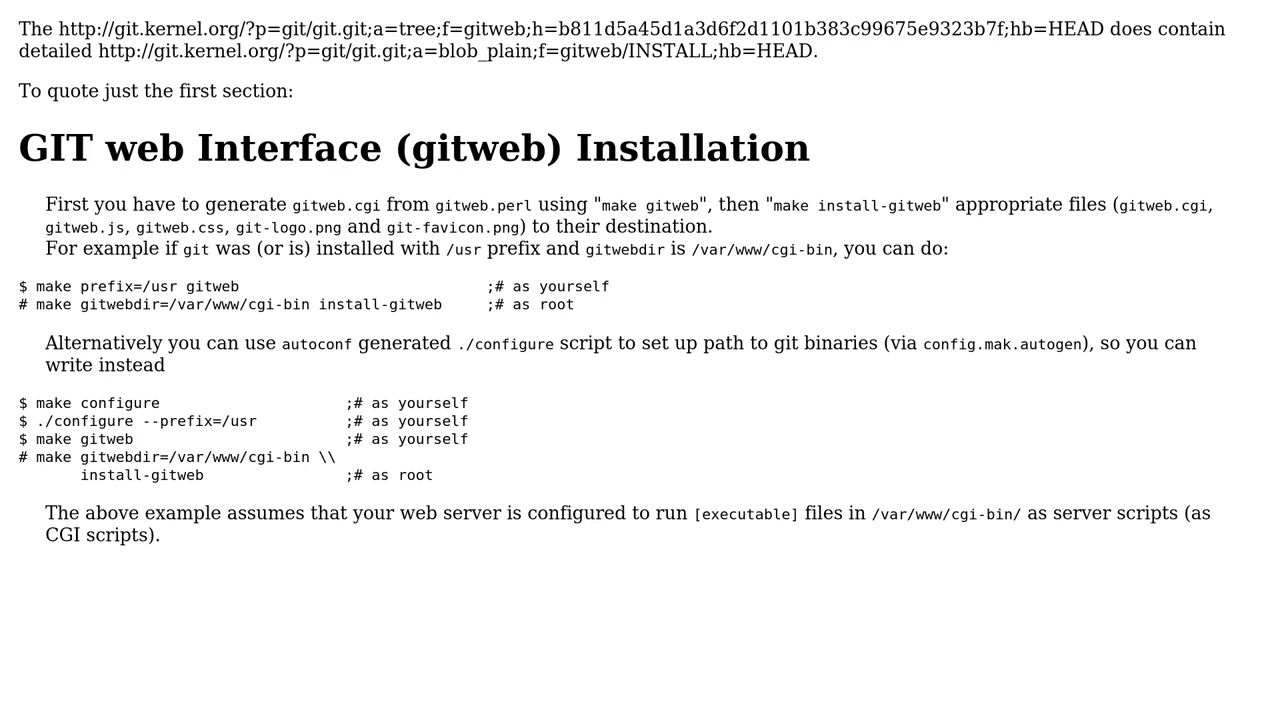 The http://git.kernel.org/?p=git/git.git;a=tree;f=gitweb;h=b811d5a45d1a3d6f2d1101b383c99675e9323b7f;hb=HEAD does contain
detailed http://git.kernel.org/?p=git/git.git;a=blob_plain;f=gitweb/INSTALL;hb=HEAD.
To quote just the first section:
GIT web Interface (gitweb) Installation
First you have to generate gitweb.cgi from gitweb.perl using "make gitweb", then "make install-gitweb" appropriate files (gitweb.cgi,
gitweb.js, gitweb.css, git-logo.png and git-favicon.png) to their destination.
For example if git was (or is) installed with /usr prefix and gitwebdir is /var/www/cgi-bin, you can do:
$ make prefix=/usr gitweb                            ;# as yourself
# make gitwebdir=/var/www/cgi-bin install-gitweb     ;# as root
Alternatively you can use autoconf generated ./configure script to set up path to git binaries (via config.mak.autogen), so you can
write instead
$ make configure                     ;# as yourself
$ ./configure --prefix=/usr          ;# as yourself
$ make gitweb                        ;# as yourself
# make gitwebdir=/var/www/cgi-bin \\
       install-gitweb                ;# as root
The above example assumes that your web server is configured to run [executable] files in /var/www/cgi-bin/ as server scripts (as
CGI scripts).